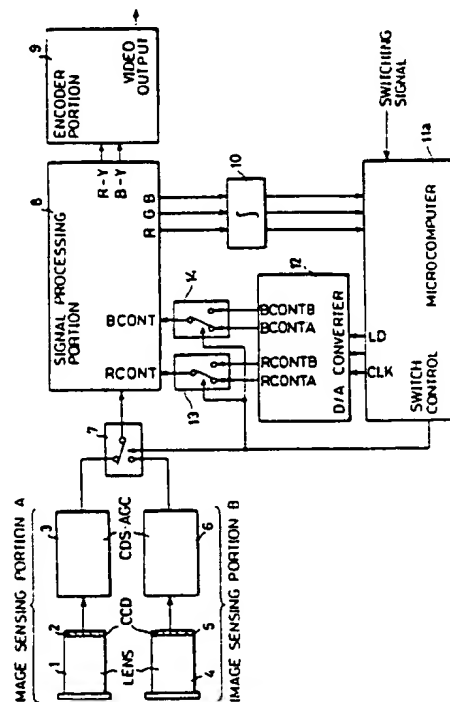 IMAGE SENSING PORTION A
1
2
3
LENS
CCD
CDS·AGC
4
5
6
IMAGE SENSING PORTION B
7
8
SIGNAL PROCESSING
PORTION
RCONT
BCONT
R G B
R-Y
B-Y
9
ENCODER
PORTION
VIDEO
OUTPUT
10
∫
13
14
RCONTA
RCONTB
BCONTA
BCONTB
D/A CONVERTER
12
CLK
LD
SWITCH
CONTROL
MICROCOMPUTER
11a
SWITCHING
SIGNAL